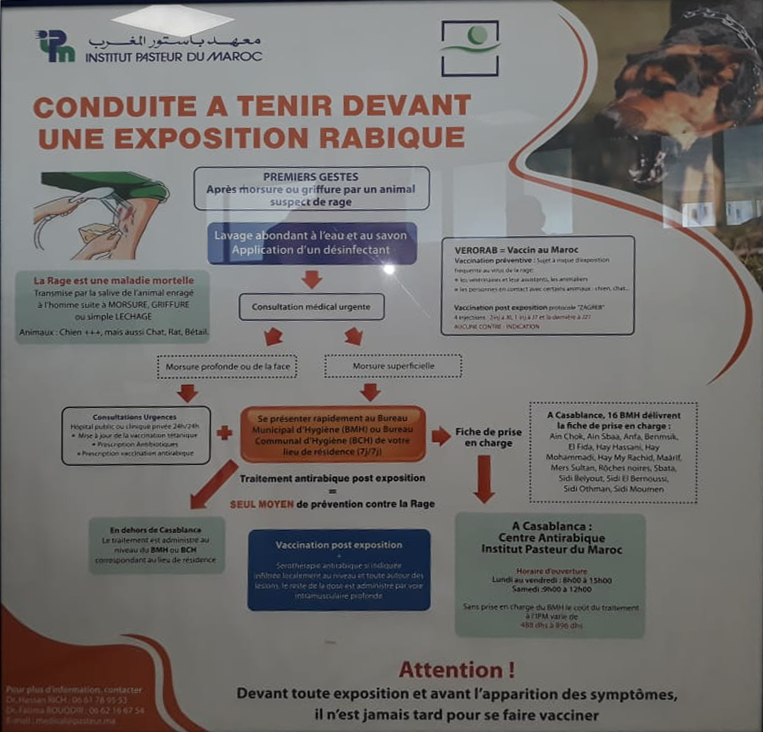 معهد باستور المغرب
INSTITUT PASTEUR DU MAROC
CONDUITE A TENIR DEVANT
UNE EXPOSITION RABIQUE
PREMIERS GESTES
Après morsure ou griffure par un animal
suspect de rage
Lavage abondant à l'eau et au savon
Application d'un désinfectant
La Rage est une maladie mortelle
Transmise par la salive de l'animal enragé
à l'homme suite à MORSURE, GRIFFURE
ou simple LECHAGE
Animaux : Chien +++, mais aussi Chat, Rat, Bétail.
VERORAB = Vaccin au Maroc
Vaccination préventive : Sujet à risque d'exposition
fréquente au virus de la rage:
• les vétérinaires et leur assistents, les animaliers
• les personnes en contact avec certains animaux : chien, chat..
Vaccination post exposition protocole "ZAGREB"
4 injections : 2inj à J0, 1 inj à J7 et la dernière à J21
AUCUNE CONTRE - INDICATION
Consultation médical urgente
Morsure profonde ou de la face
Morsure superficielle
Consultations Urgences
Hôpital public ou clinique privée 24h/24h
• Mise à jour de la vaccination tétanique
• Prescription Antibiotiques
• Prescription vaccination antirabique
+
Se présenter rapidement au Bureau
Municipal d'Hygiène (BMH) ou Bureau
Communal d'Hygiène (BCH) de votre
lieu de résidence (7j/7j)
Fiche de prise
en charge
A Casablanca, 16 BMH délivrent
la fiche de prise en charge :
Ain Chok, Ain Sbaa, Anfa, Benmsik,
El Fida, Hay Hassani, Hay
Mohammadi, Hay My Rachid, Maârif,
Mers Sultan, Rôches noires, Sbata,
Sidi Belyout, Sidi El Bernoussi,
Sidi Othman, Sidi Moumen
Traitement antirabique post exposition
=
SEUL MOYEN de prévention contre la Rage
En dehors de Casablanca
Le traitement est administré au
niveau du BMH ou BCH
correspondant au lieu de résidence
Vaccination post exposition
+
Serothérapie antirabique si indiquée
infiltrée localement au niveau et toute autour des
lésions, le reste de la dose est administré par voie
intramusculaire profonde
A Casablanca :
Centre Antirabique
Institut Pasteur du Maroc
Horaire d'ouverture
Lundi au vendredi : 8h00 à 15h00
Samedi :9h00 à 12h00
Sans prise en charge du BMH le coût du traitement
à l'IPM varie de
488 dhs à 896 dhs
Attention !
Devant toute exposition et avant l'apparition des symptômes,
il n'est jamais tard pour se faire vacciner
Pour plus d'information, contacter
Dr. Hassan RICH : 06 61 78 95 53
Dr. Fatima BOUQDIR : 06 62 16 67 54
E-mail : medical@pasteur.ma